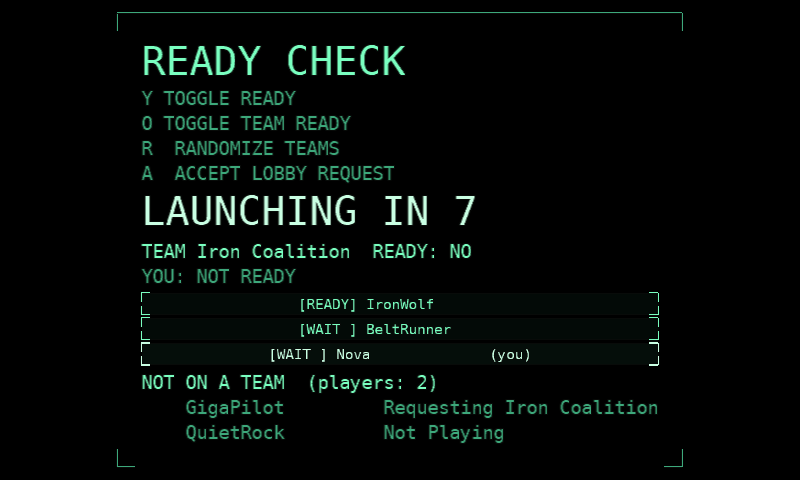 READY CHECK
Y TOGGLE READY
O TOGGLE TEAM READY
R  RANDOMIZE TEAMS
A  ACCEPT LOBBY REQUEST
LAUNCHING IN 7
TEAM Iron Coalition  READY: NO
YOU: NOT READY
[READY] IronWolf
[WAIT ] BeltRunner
[WAIT ] Nova (you)
NOT ON A TEAM  (players: 2)
GigaPilot Requesting Iron Coalition
QuietRock Not Playing